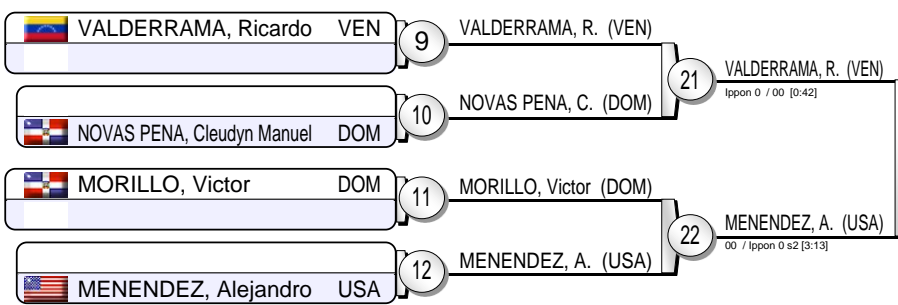 VALDERRAMA, Ricardo VEN
9
VALDERRAMA, R. (VEN)
21
VALDERRAMA, R. (VEN)
Ippon 0 / 00 [0:42]
10
NOVAS PENA, C. (DOM)
NOVAS PENA, Cleudyn Manuel DOM
MORILLO, Victor DOM
11
MORILLO, Victor (DOM)
22
MENENDEZ, A. (USA)
00 / Ippon 0 s2 [3:13]
12
MENENDEZ, A. (USA)
MENENDEZ, Alejandro USA